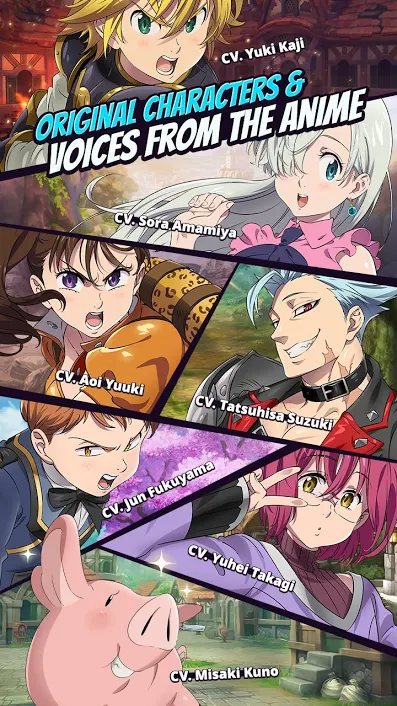 CV. Yuki Kaji
ORIGINAL CHARACTERS &
VOICES FROM THE ANIME
CV. Sora Amamiya
CV. Aoi Yuuki
CV. Tatsuhisa Suzuki
CV. Jun Fukuyama
CV. Yuhei Takagi
CV. Misaki Kuno